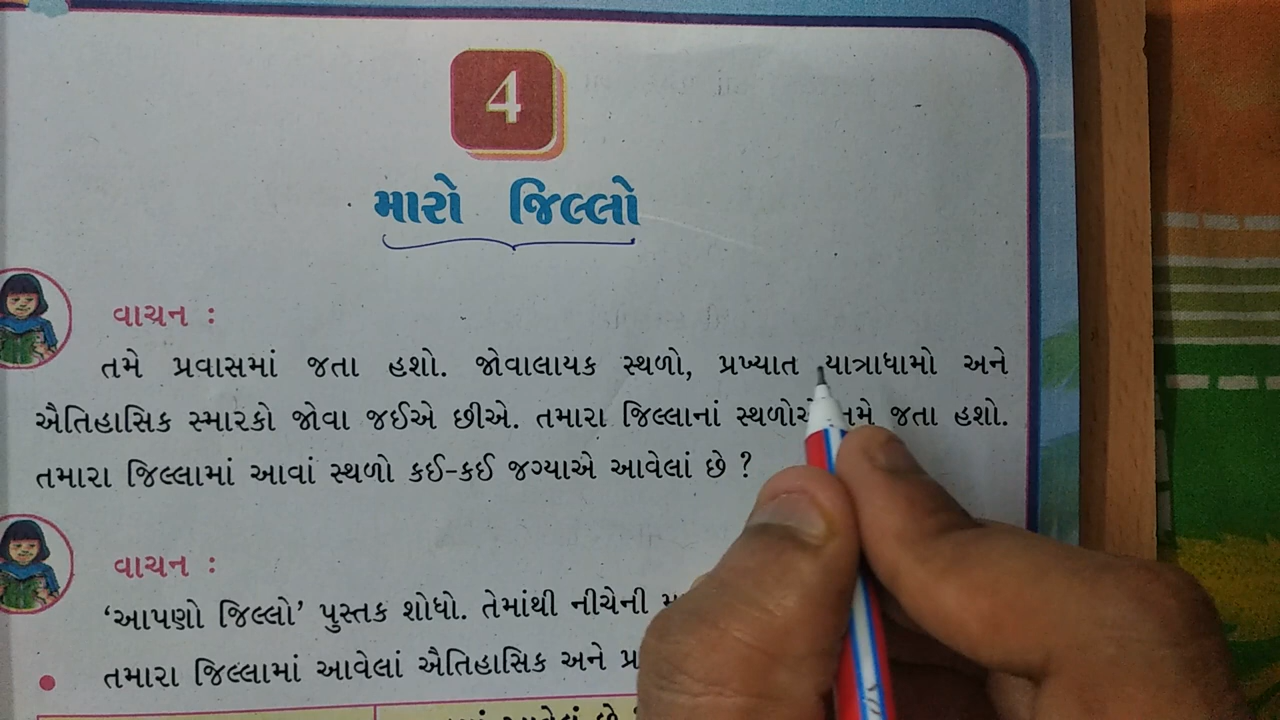 4
મારો જિલ્લો
વાચન :
તમે પ્રવાસમાં જતા હશો. જોવાલાયક સ્થળો, પ્રખ્યાત યાત્રાધામો અને
ઐતિહાસિક સ્મારકો જોવા જઈએ છીએ. તમારા જિલ્લાનાં સ્થળોએ તમે જતા હશો.
તમારા જિલ્લામાં આવાં સ્થળો કઈ-કઈ જગ્યાએ આવેલાં છે ?
વાચન :
‘આપણો જિલ્લો’ પુસ્તક શોધો. તેમાંથી નીચેની
• તમારા જિલ્લામાં આવેલાં ઐતિહાસિક અને